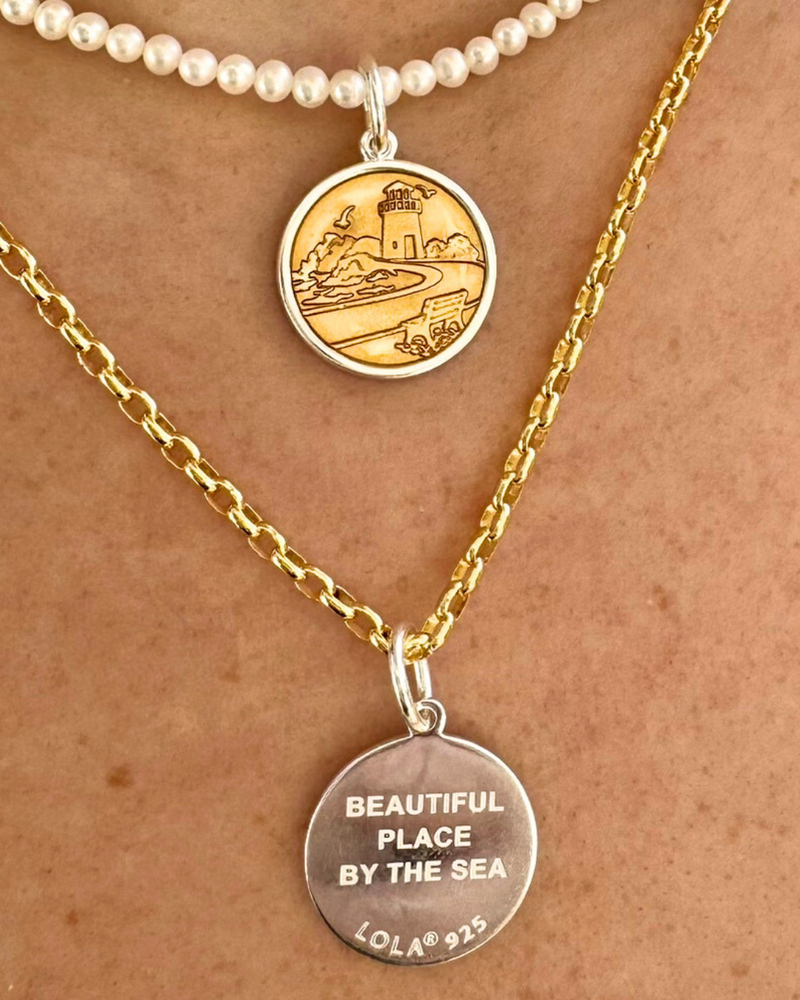 BEAUTIFUL
PLACE
BY THE SEA
LOLA® 925